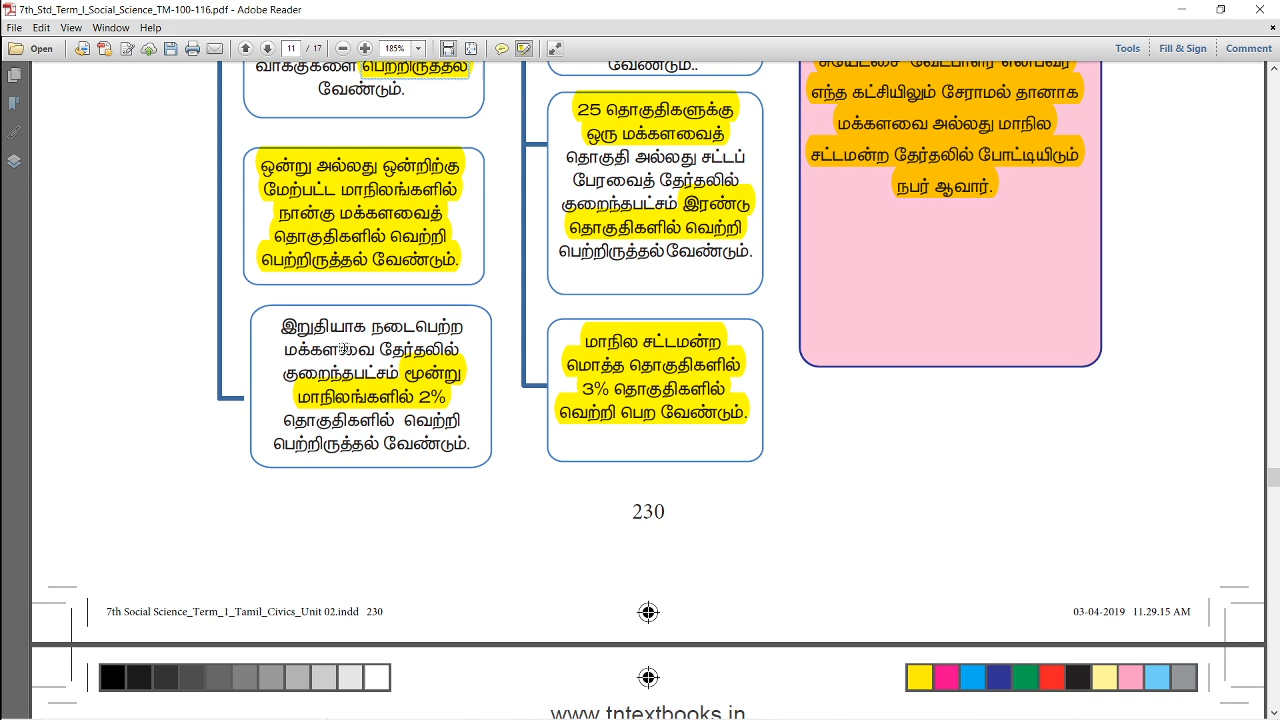 7th_Std_Term_I_Social_Science_TM-100-116.pdf - Adobe Reader
File Edit View Window Help
Open 11 / 17 185% Tools Fill & Sign Comment
வாக்குகளை பெற்றிருத்தல்
வேண்டும்.
ஒன்று அல்லது ஒன்றிற்கு
மேற்பட்ட மாநிலங்களில்
நான்கு மக்களவைத்
தொகுதிகளில் வெற்றி
பெற்றிருத்தல் வேண்டும்.
இறுதியாக நடைபெற்ற
மக்களவை தேர்தலில்
குறைந்தபட்சம் மூன்று
மாநிலங்களில் 2%
தொகுதிகளில் வெற்றி
பெற்றிருத்தல் வேண்டும்.
வேண்டும்..
25 தொகுதிகளுக்கு
ஒரு மக்களவைத்
தொகுதி அல்லது சட்டப்
பேரவைத் தேர்தலில்
குறைந்தபட்சம் இரண்டு
தொகுதிகளில் வெற்றி
பெற்றிருத்தல் வேண்டும்.
மாநில சட்டமன்ற
மொத்த தொகுதிகளில்
3% தொகுதிகளில்
வெற்றி பெற வேண்டும்.
சுயேட்சை வேட்பாளர் என்பவர்
எந்த கட்சியிலும் சேராமல் தானாக
மக்களவை அல்லது மாநில
சட்டமன்ற தேர்தலில் போட்டியிடும்
நபர் ஆவார்.
230
7th Social Science_Term_1_Tamil_Civics_Unit 02.indd 230
03-04-2019 11.29.15 AM
www.tntextbooks.in